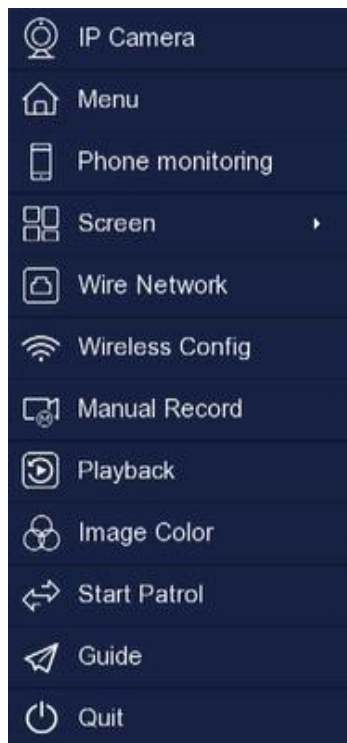 IP Camera
Menu
Phone monitoring
Screen
Wire Network
Wireless Config
Manual Record
Playback
Image Color
Start Patrol
Guide
Quit